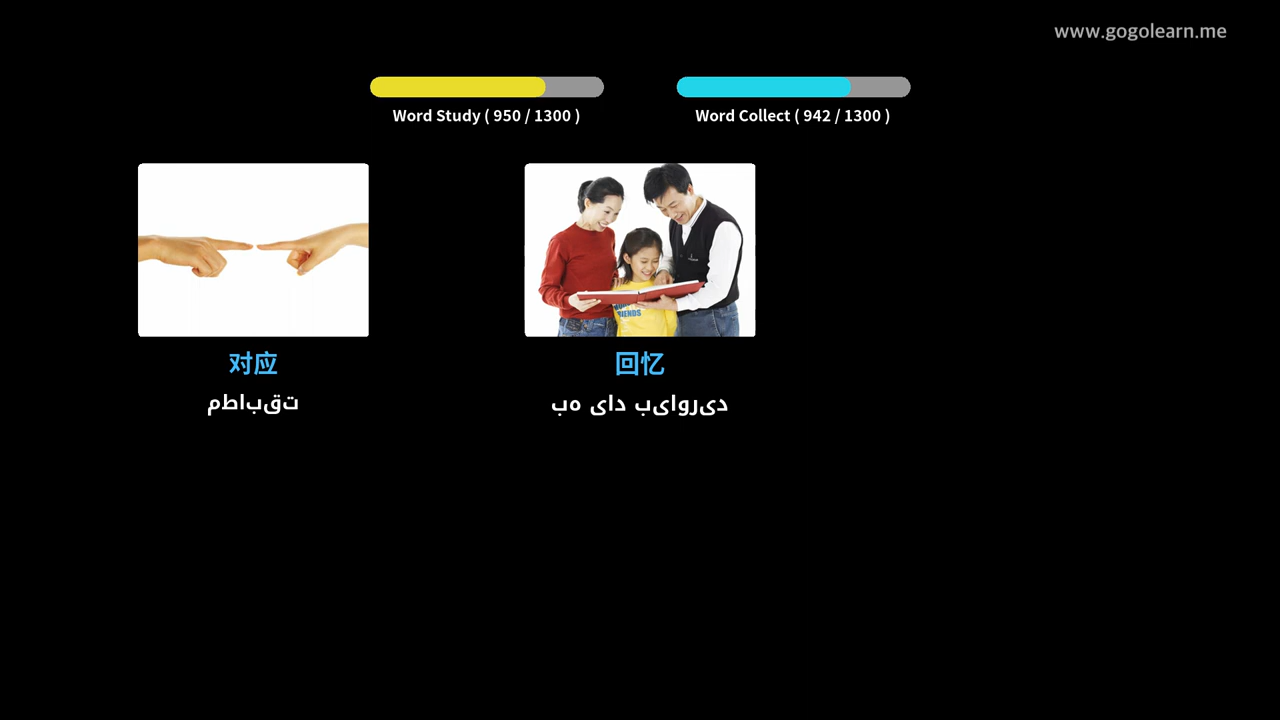 www.gogolearn.me
Word Study ( 950 / 1300 )
Word Collect ( 942 / 1300 )
对应
回忆
مطابقت
به یاد بیاورید